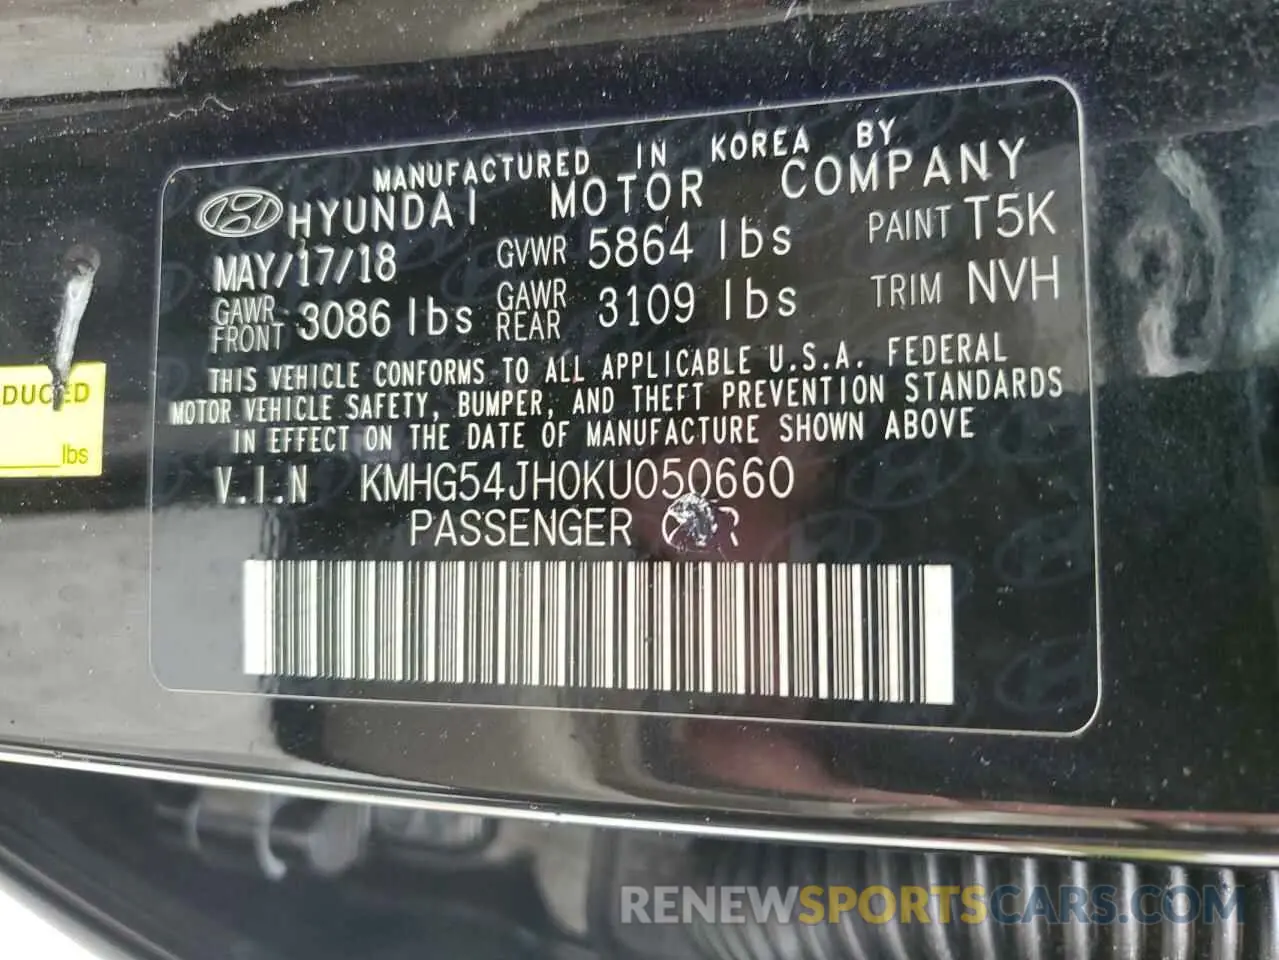 MANUFACTURED IN KOREA BY
HYUNDAI MOTOR COMPANY
MAY/17/18 GVWR 5864 lbs PAINT T5K
GAWR FRONT 3086 lbs GAWR REAR 3109 lbs TRIM NVH
THIS VEHICLE CONFORMS TO ALL APPLICABLE U.S.A. FEDERAL
MOTOR VEHICLE SAFETY, BUMPER, AND THEFT PREVENTION STANDARDS
IN EFFECT ON THE DATE OF MANUFACTURE SHOWN ABOVE
V.I.N KMHG54JH0KU050660
PASSENGER
lbs
RENEWSPORTSCARS.COM